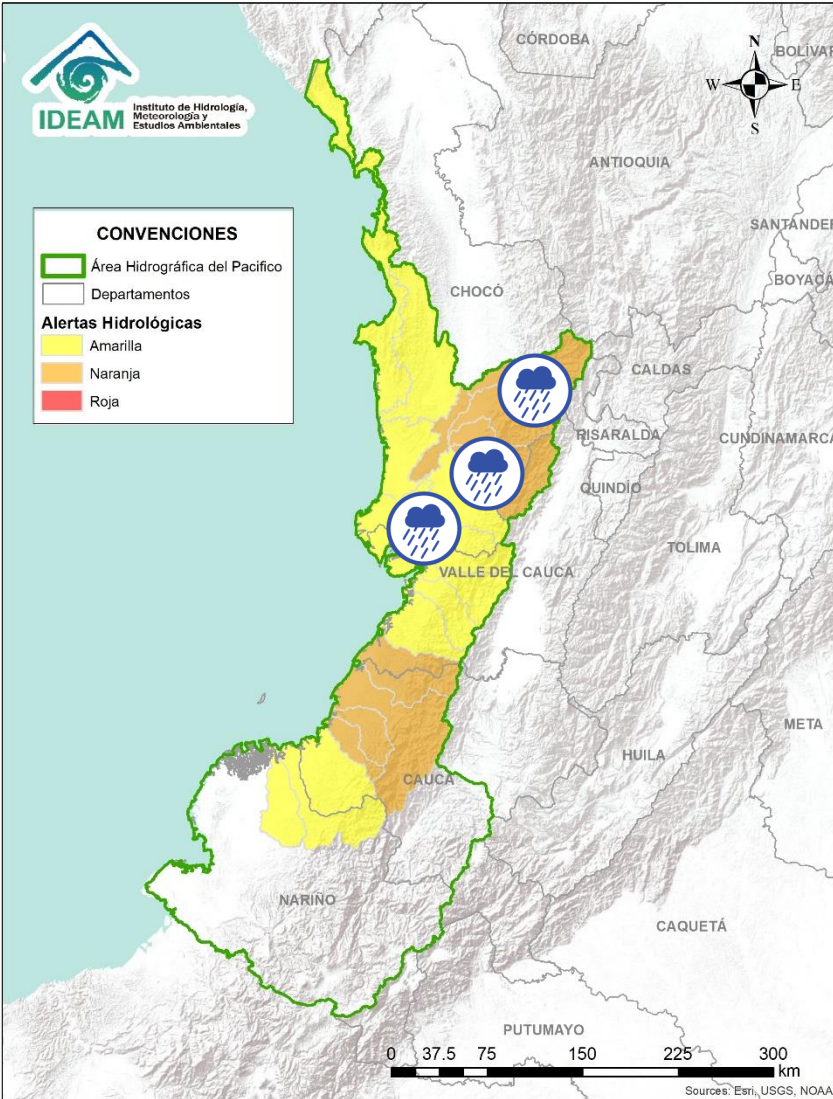 IDEAM
Instituto de Hidrología,
Meteorología y
Estudios Ambientales
CÓRDOBA
BOLÍVAR
N
W
E
S
ANTIOQUIA
SANTANDER
BOYACÁ
CONVENCIONES
Área Hidrográfica del Pacifico
Departamentos
Alertas Hidrológicas
Amarilla
Naranja
Roja
CHOCÓ
CALDAS
RISARALDA
CUNDINAMARCA
QUINDÍO
TOLIMA
VALLE DEL CAUCA
META
HUILA
CAUCA
NARIÑO
CAQUETÁ
PUTUMAYO
0 37.5 75 150 225 300
km
Sources: Esri, USGS, NOAA